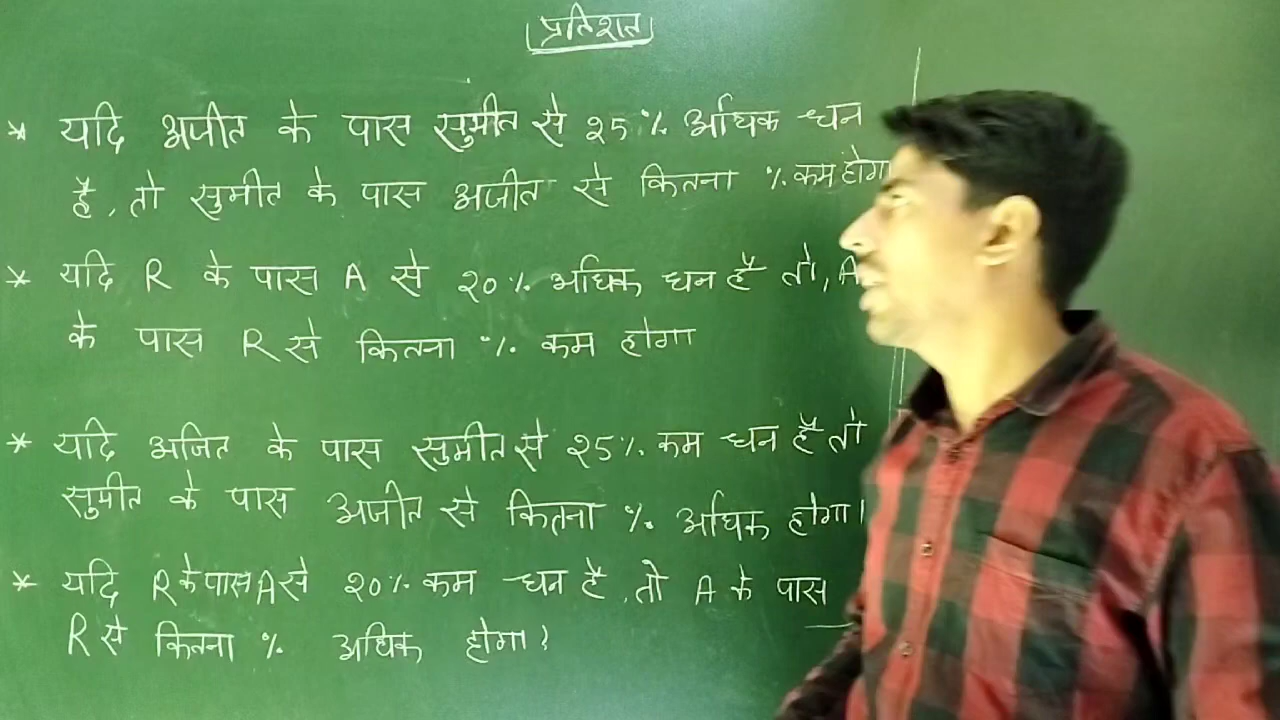 प्रतिशत
* यदि अजीत के पास सुमीत से 25% अधिक धन
है, तो सुमीत के पास अजीत से कितना % कम होगा
* यदि R के पास A से 20% अधिक धन है तो, A
के पास R से कितना % कम होगा
* यदि अजित के पास सुमीत से 25% कम धन है तो
सुमीत के पास अजीत से कितना % अधिक होगा।
* यदि R के पास A से 20% कम धन है, तो A के पास
R से कितना % अधिक होगा?